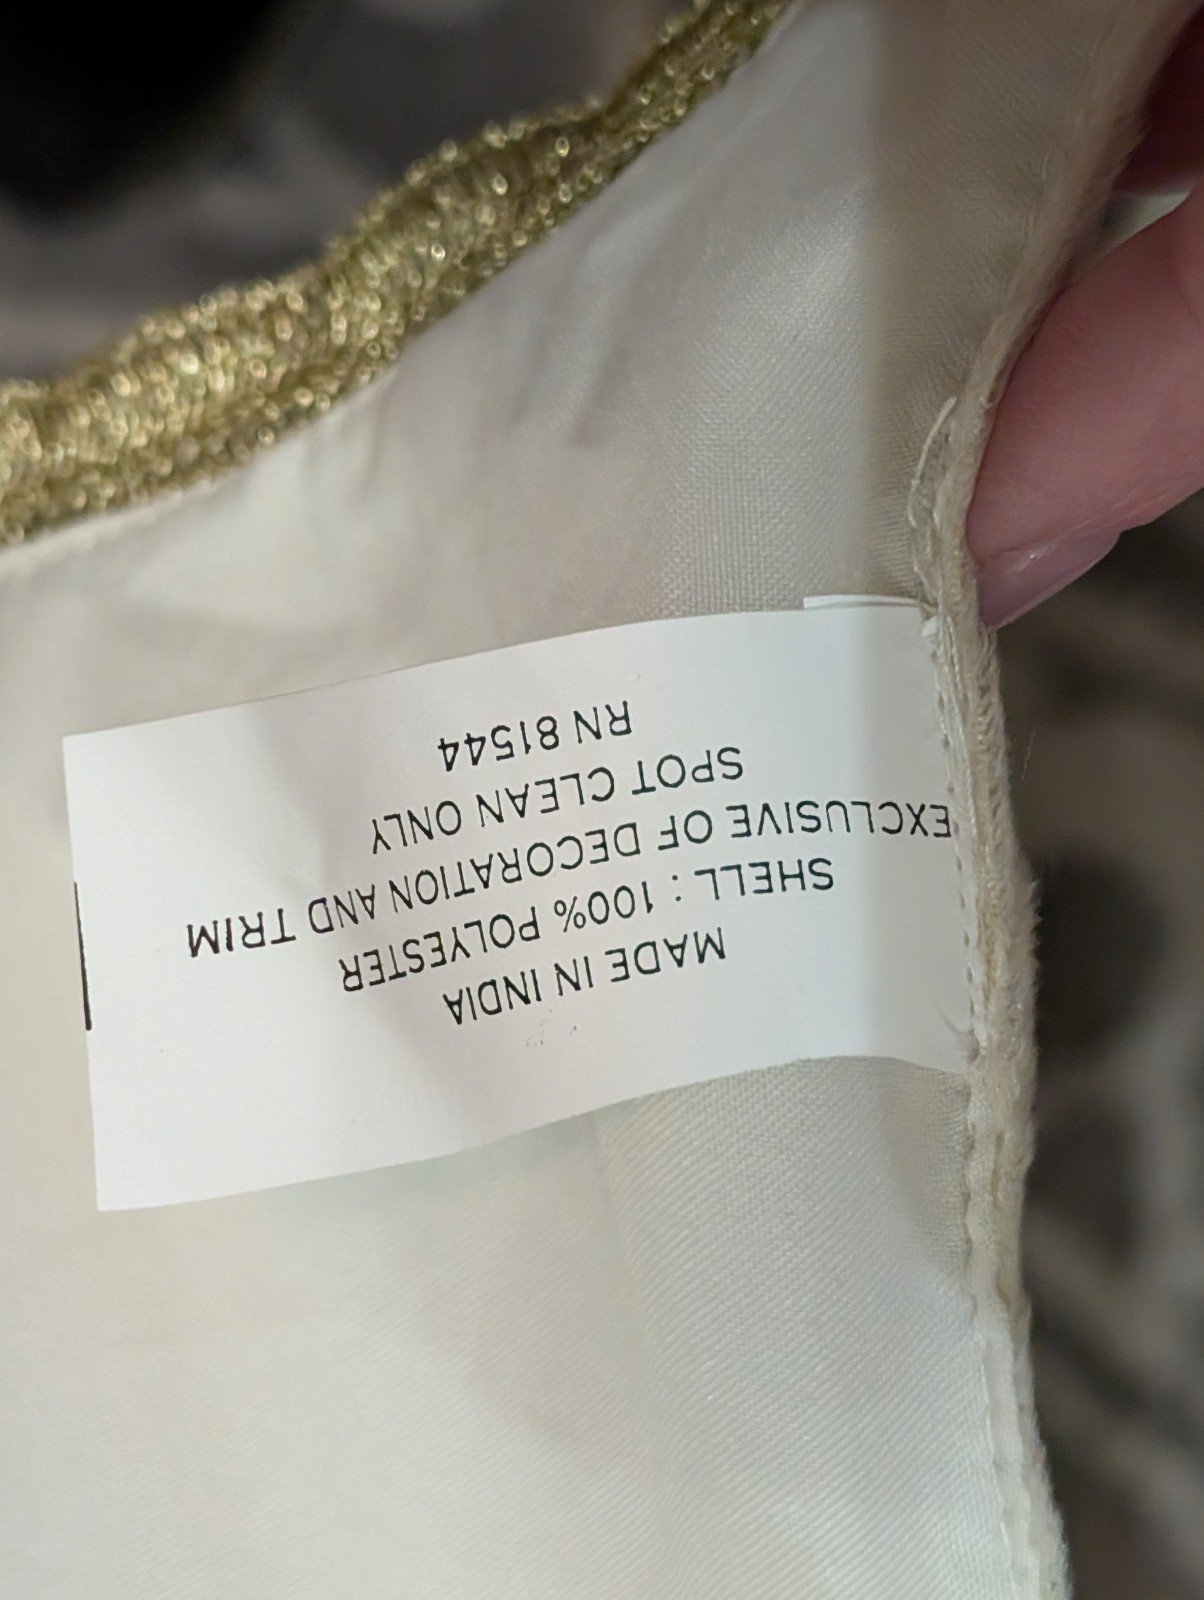 MADE IN INDIA
SHELL : 100% POLYESTER
EXCLUSIVE OF DECORATION AND TRIM
SPOT CLEAN ONLY
RN 81544